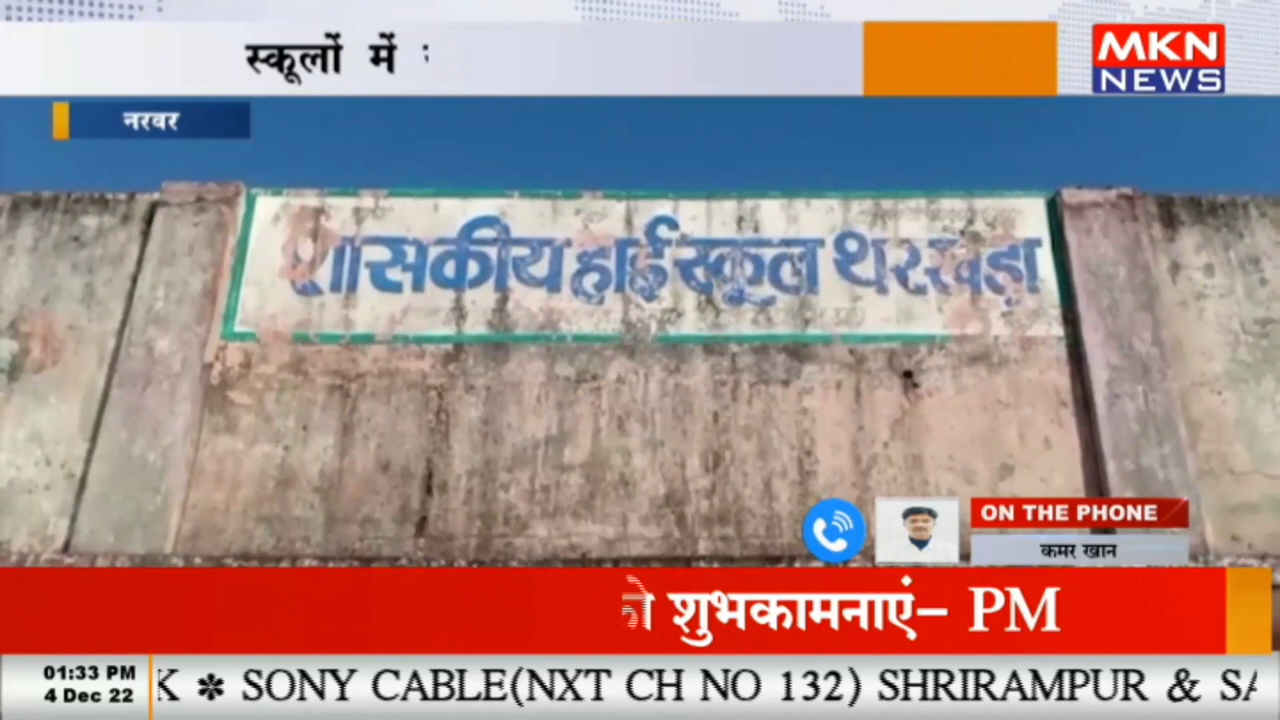 स्कूलों में
MKN
NEWS
नरवर
शासकीय हाई स्कूल थरखेड़ा
ON THE PHONE
कमर खान
शुभकामनाएं– PM
01:33 PM
4 Dec 22
K ✻ SONY CABLE(NXT CH NO 132) SHRIRAMPUR & SA